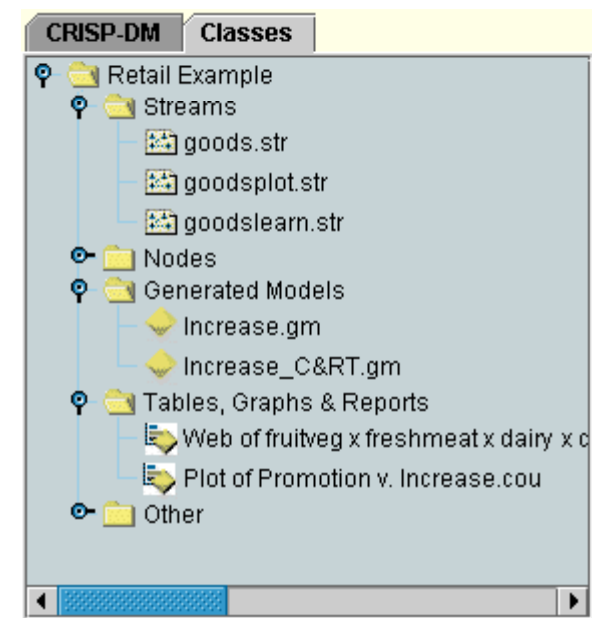 CRISP-DM Classes
Retail Example
Streams
goods.str
goodsplot.str
goodslearn.str
Nodes
Generated Models
Increase.gm
Increase_C&RT.gm
Tables, Graphs & Reports
Web of fruitveg x freshmeat x dairy x c
Plot of Promotion v. Increase.cou
Other